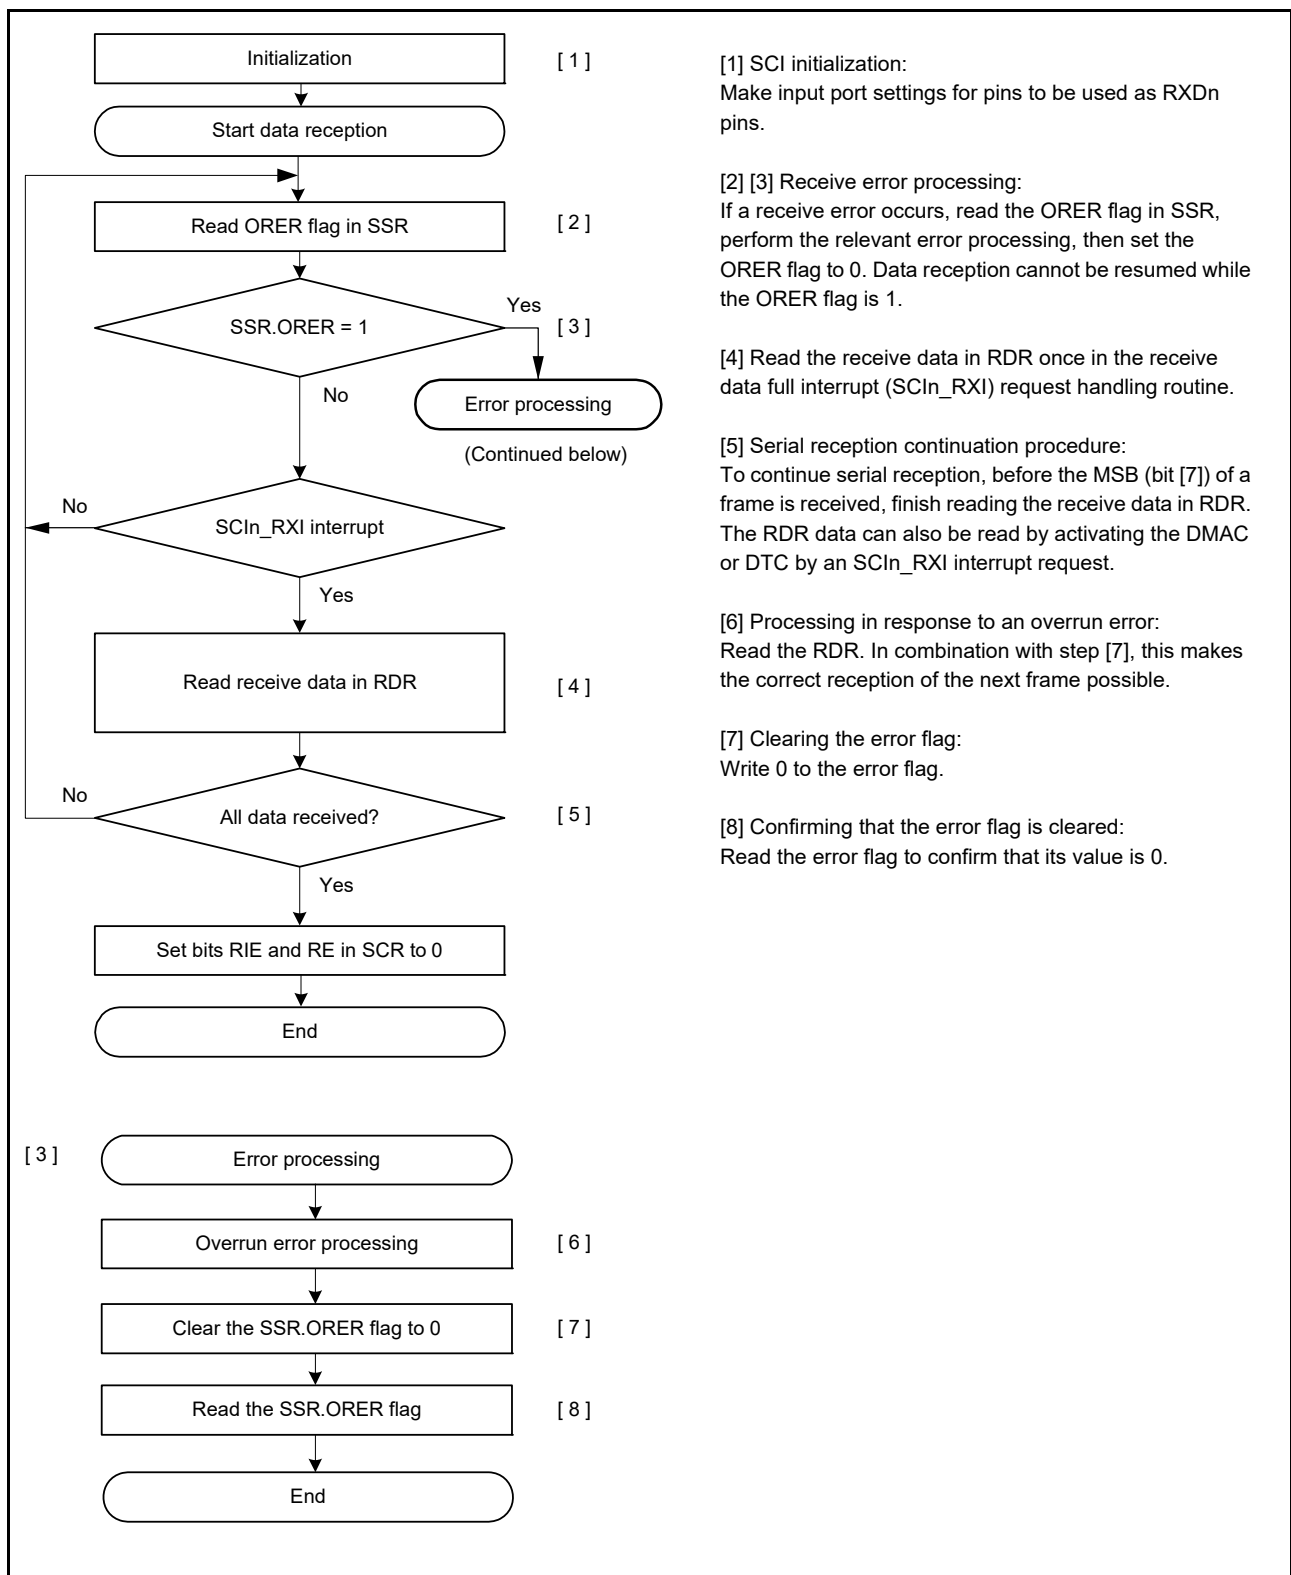 Initialization
[ 1 ]
Start data reception
Read ORER flag in SSR
[ 2 ]
Yes
SSR.ORER = 1
[ 3 ]
No
Error processing
(Continued below)
No
SCIn_RXI interrupt
Yes
Read receive data in RDR
[ 4 ]
No
All data received?
[ 5 ]
Yes
Set bits RIE and RE in SCR to 0
End
[1] SCI initialization:
Make input port settings for pins to be used as RXDn
pins.
[2] [3] Receive error processing:
If a receive error occurs, read the ORER flag in SSR,
perform the relevant error processing, then set the
ORER flag to 0. Data reception cannot be resumed while
the ORER flag is 1.
[4] Read the receive data in RDR once in the receive
data full interrupt (SCIn_RXI) request handling routine.
[5] Serial reception continuation procedure:
To continue serial reception, before the MSB (bit [7]) of a
frame is received, finish reading the receive data in RDR.
The RDR data can also be read by activating the DMAC
or DTC by an SCIn_RXI interrupt request.
[6] Processing in response to an overrun error:
Read the RDR. In combination with step [7], this makes
the correct reception of the next frame possible.
[7] Clearing the error flag:
Write 0 to the error flag.
[8] Confirming that the error flag is cleared:
Read the error flag to confirm that its value is 0.
[ 3 ]
Error processing
Overrun error processing
[ 6 ]
Clear the SSR.ORER flag to 0
[ 7 ]
Read the SSR.ORER flag
[ 8 ]
End